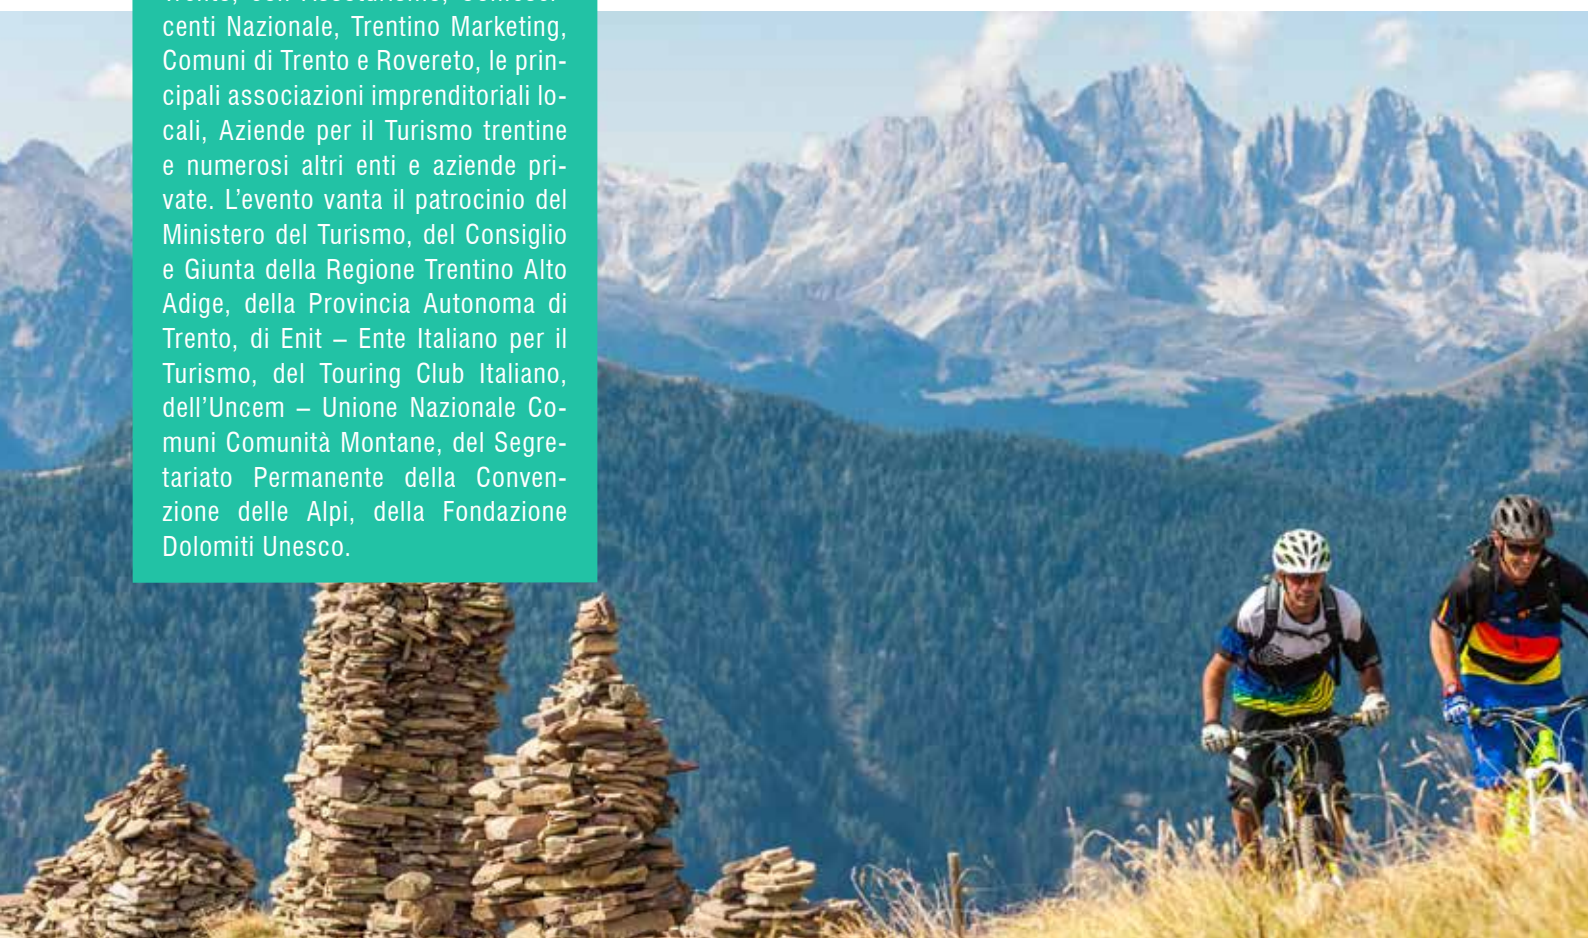 centi Nazionale, Trentino Marketing,
Comuni di Trento e Rovereto, le prin-
cipali associazioni imprenditoriali lo-
cali, Aziende per il Turismo trentine
e numerosi altri enti e aziende pri-
vate. L’evento vanta il patrocinio del
Ministero del Turismo, del Consiglio
e Giunta della Regione Trentino Alto
Adige, della Provincia Autonoma di
Trento, di Enit – Ente Italiano per il
Turismo, del Touring Club Italiano,
dell’Uncem – Unione Nazionale Co-
muni Comunità Montane, del Segre-
tariato Permanente della Conven-
zione delle Alpi, della Fondazione
Dolomiti Unesco.